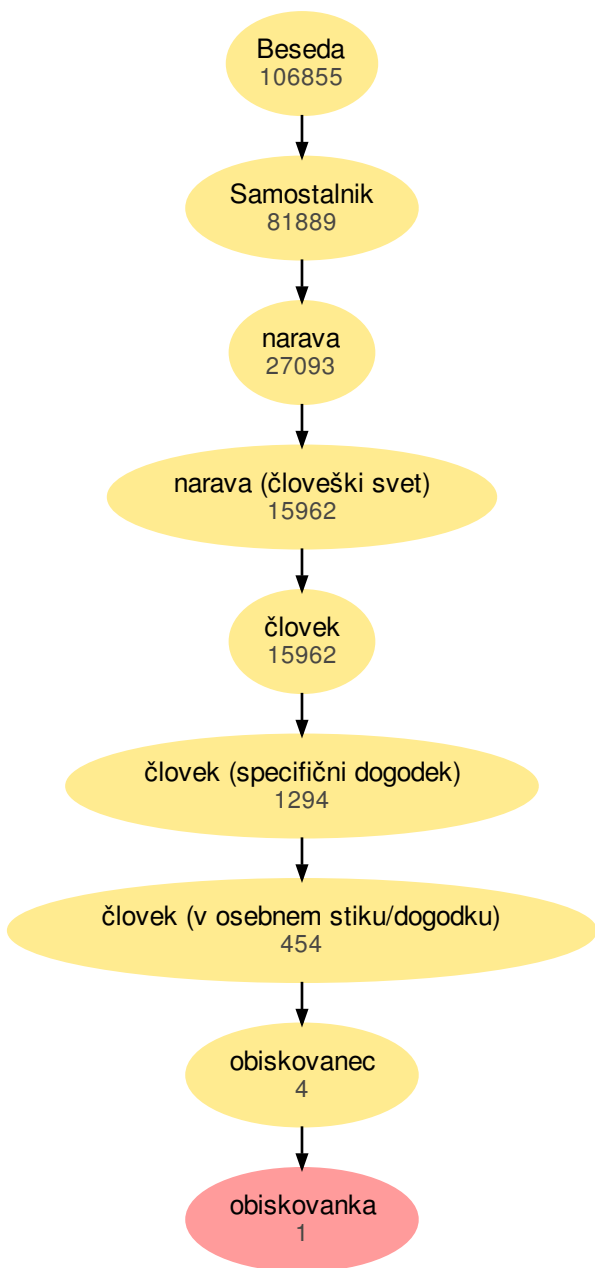 Beseda
106855
Samostalnik
81889
narava
27093
narava (človeški svet)
15962
človek
15962
človek (specifični dogodek)
1294
človek (v osebnem stiku/dogodku)
454
obiskovanec
4
obiskovanka
1